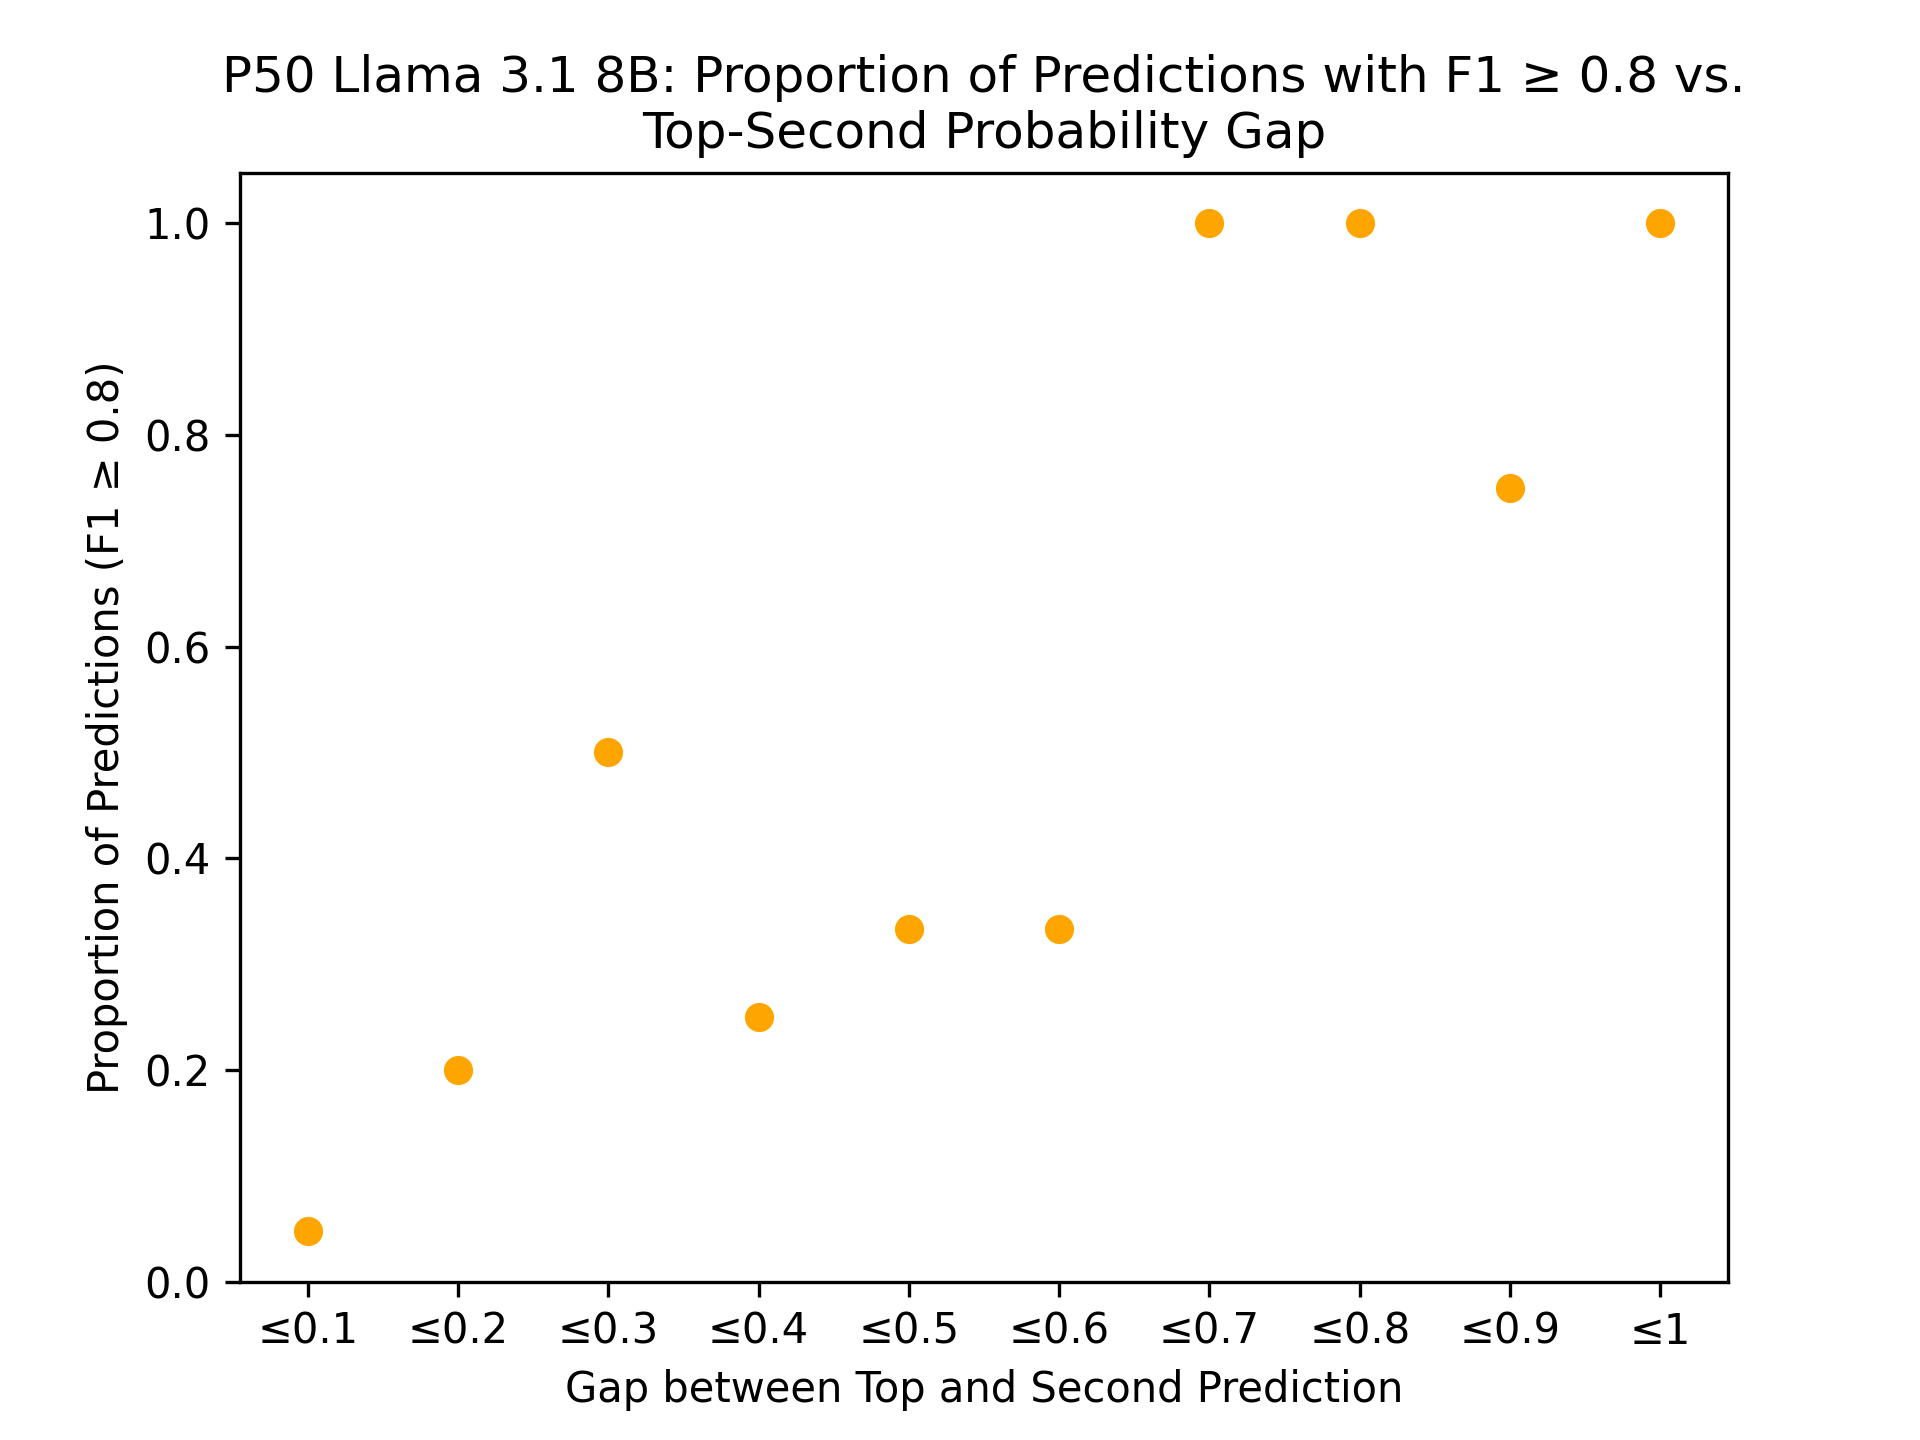 P50 Llama 3.1 8B: Proportion of Predictions with F1 ≥ 0.8 vs.
Top-Second Probability Gap
Proportion of Predictions (F1 ≥ 0.8)
1.0
0.8
0.6
0.4
0.2
0.0
≤0.1 ≤0.2 ≤0.3 ≤0.4 ≤0.5 ≤0.6 ≤0.7 ≤0.8 ≤0.9 ≤1
Gap between Top and Second Prediction